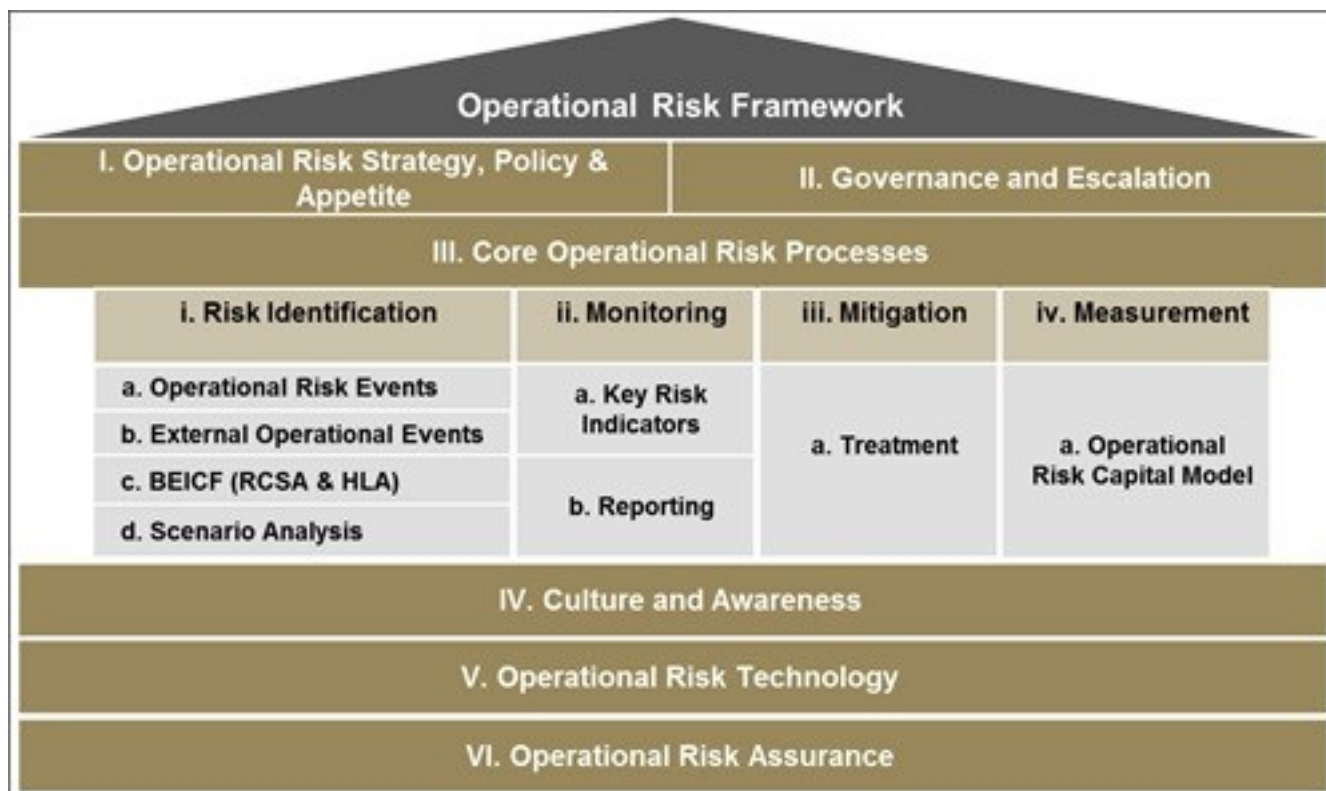 Operational Risk Framework
I. Operational Risk Strategy, Policy &
Appetite
II. Governance and Escalation
III. Core Operational Risk Processes
i. Risk Identification
ii. Monitoring
iii. Mitigation
iv. Measurement
a. Operational Risk Events
b. External Operational Events
c. BEICF (RCSA & HLA)
d. Scenario Analysis
a. Key Risk
Indicators
b. Reporting
a. Treatment
a. Operational
Risk Capital Model
IV. Culture and Awareness
V. Operational Risk Technology
VI. Operational Risk Assurance